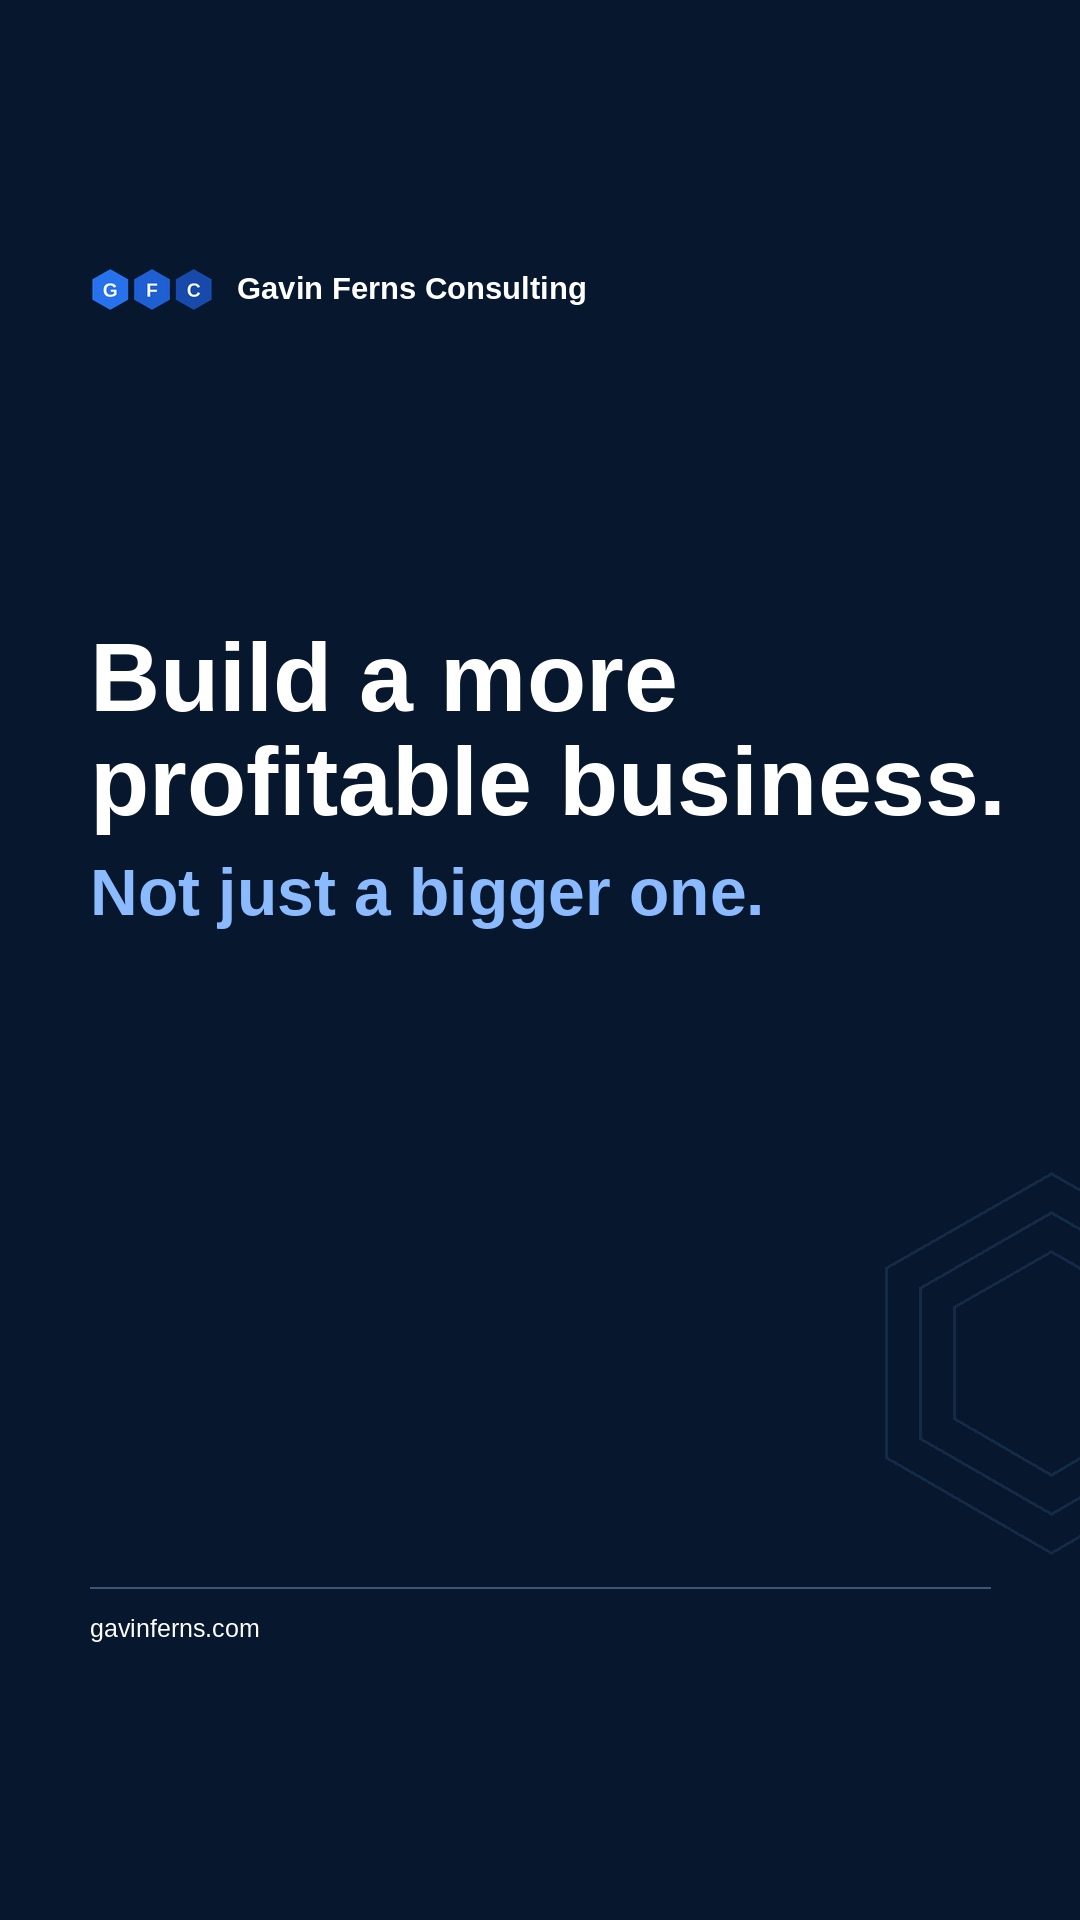 G F C Gavin Ferns Consulting
Build a more
profitable business.
Not just a bigger one.
gavinferns.com